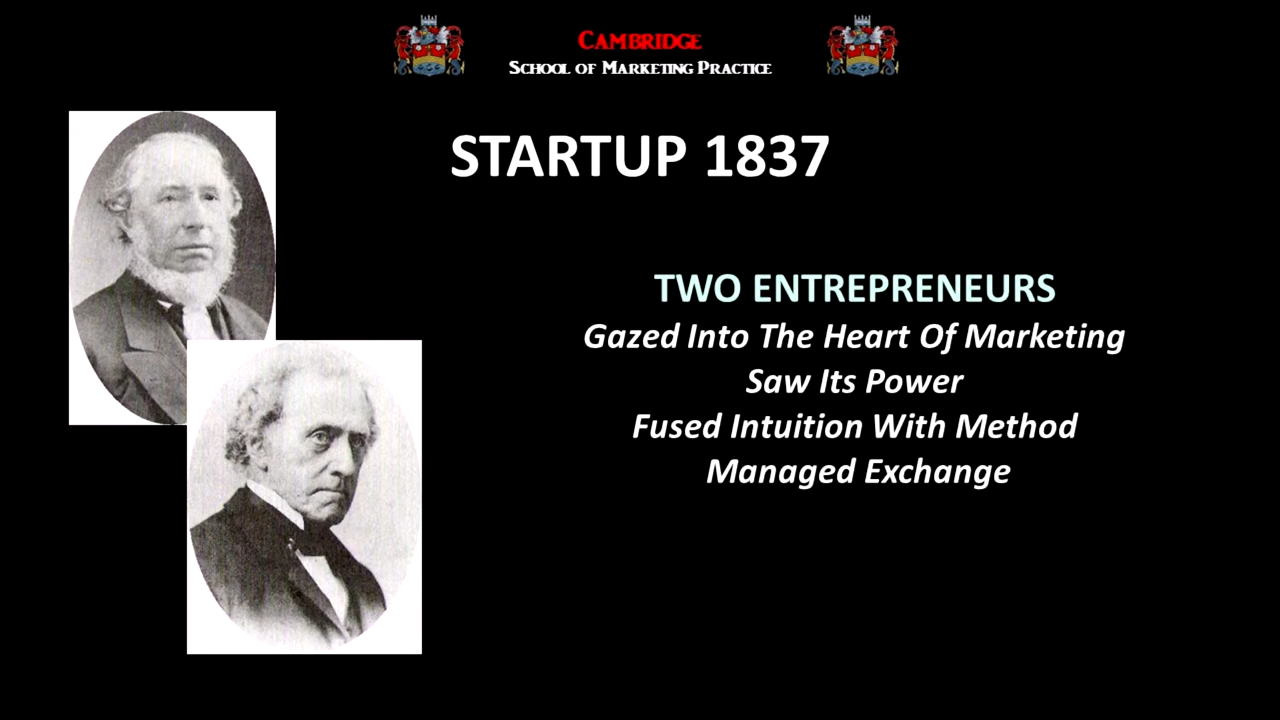 CAMBRIDGE
SCHOOL OF MARKETING PRACTICE
STARTUP 1837
TWO ENTREPRENEURS
Gazed Into The Heart Of Marketing
Saw Its Power
Fused Intuition With Method
Managed Exchange